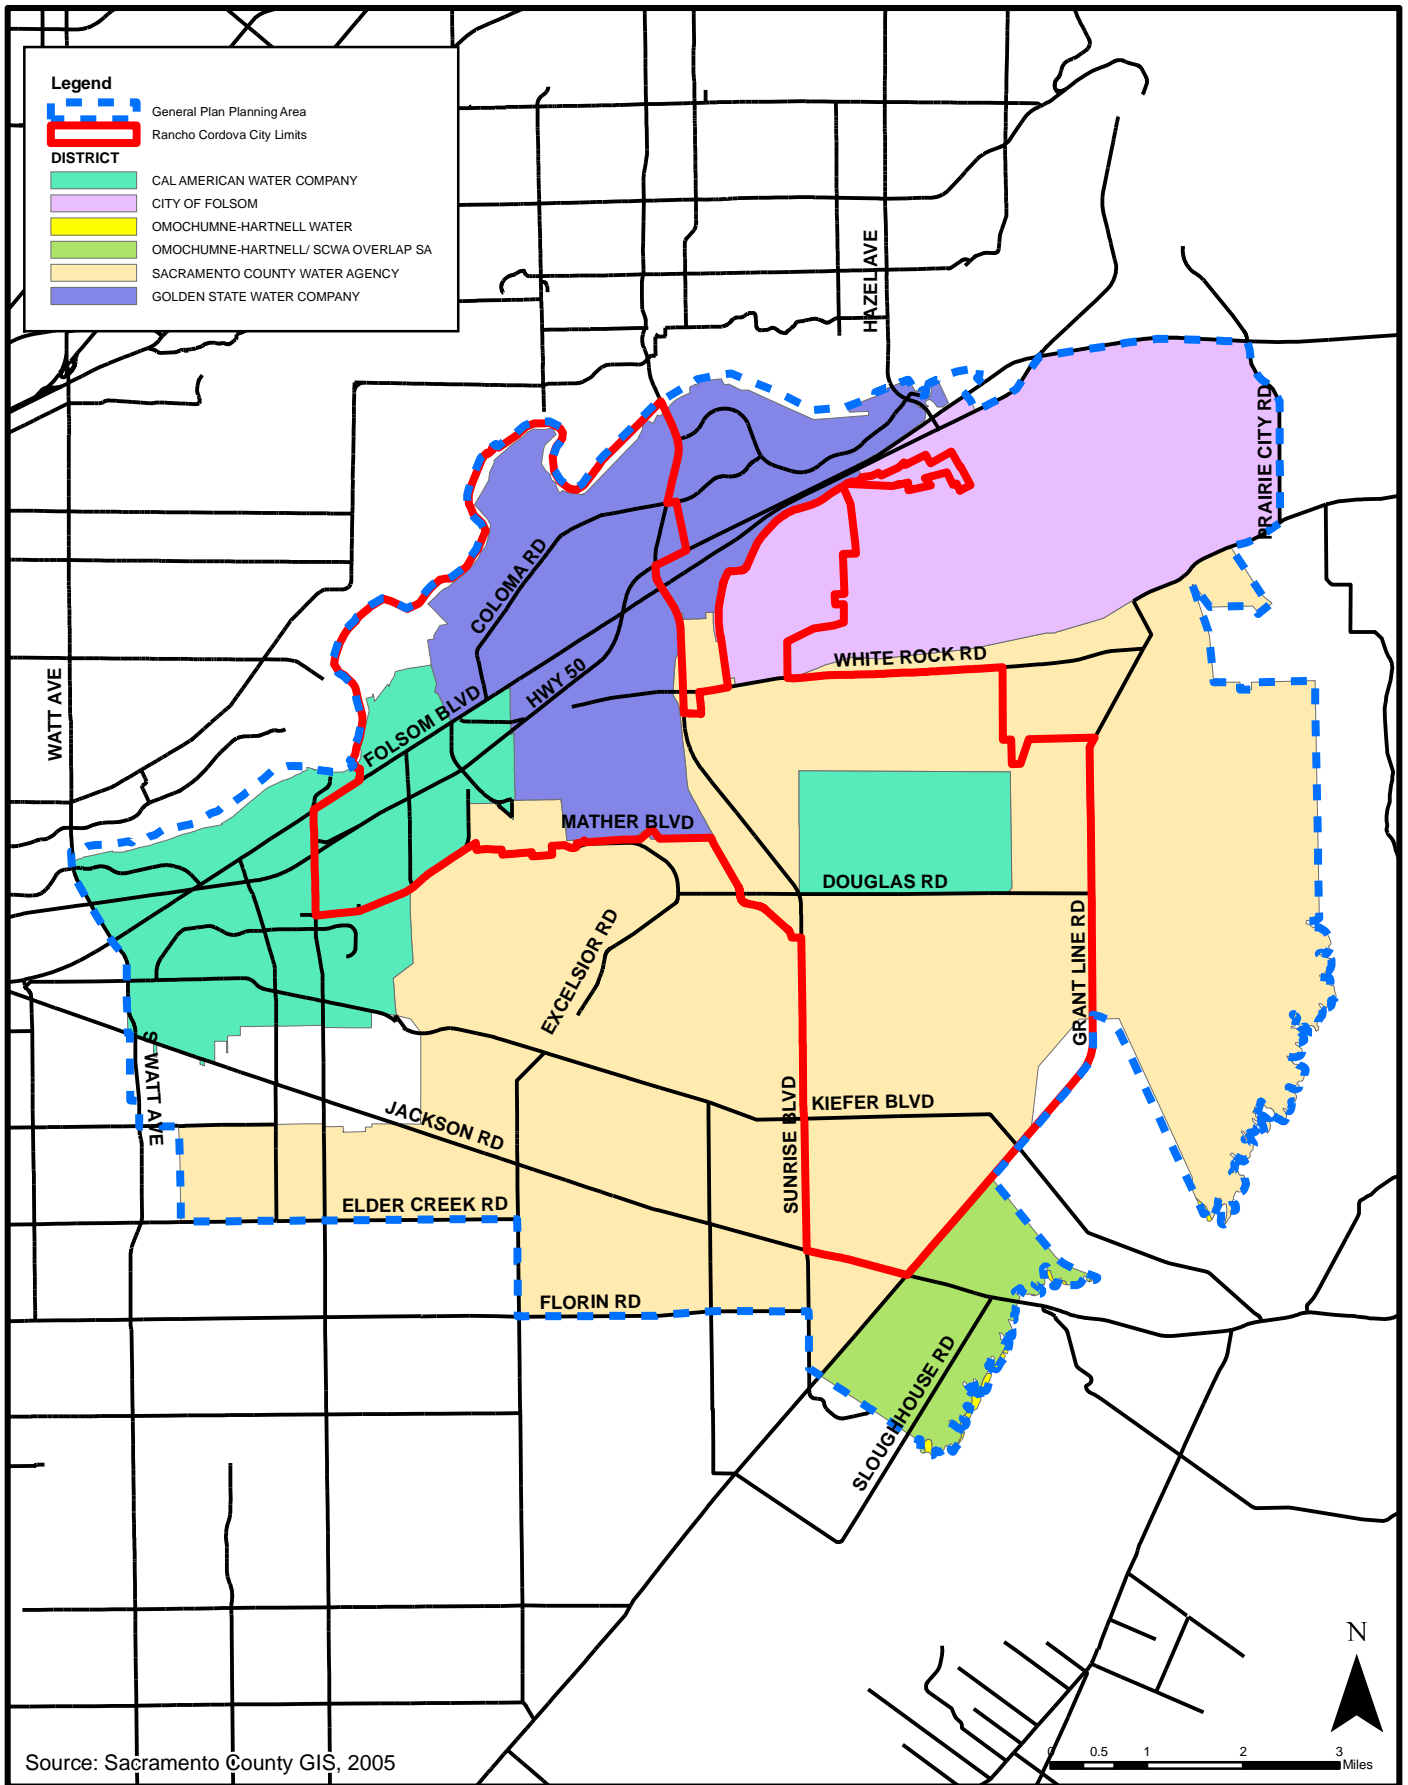 Legend
General Plan Planning Area
Rancho Cordova City Limits
DISTRICT
CAL AMERICAN WATER COMPANY
CITY OF FOLSOM
OMOCHUMNE-HARTNELL WATER
OMOCHUMNE-HARTNELL/ SCWA OVERLAP SA
SACRAMENTO COUNTY WATER AGENCY
GOLDEN STATE WATER COMPANY
HAZEL AVE
PRAIRIE CITY RD
COLOMA RD
WATT AVE
FOLSOM BLVD
HWY 50
WHITE ROCK RD
MATHER BLVD
DOUGLAS RD
EXCELSIOR RD
GRANT LINE RD
S WATT AVE
JACKSON RD
SUNRISE BLVD
KIEFER BLVD
ELDER CREEK RD
FLORIN RD
SLOUGHHOUSE RD
N
0 0.5 1 2 3
Miles
Source: Sacramento County GIS, 2005